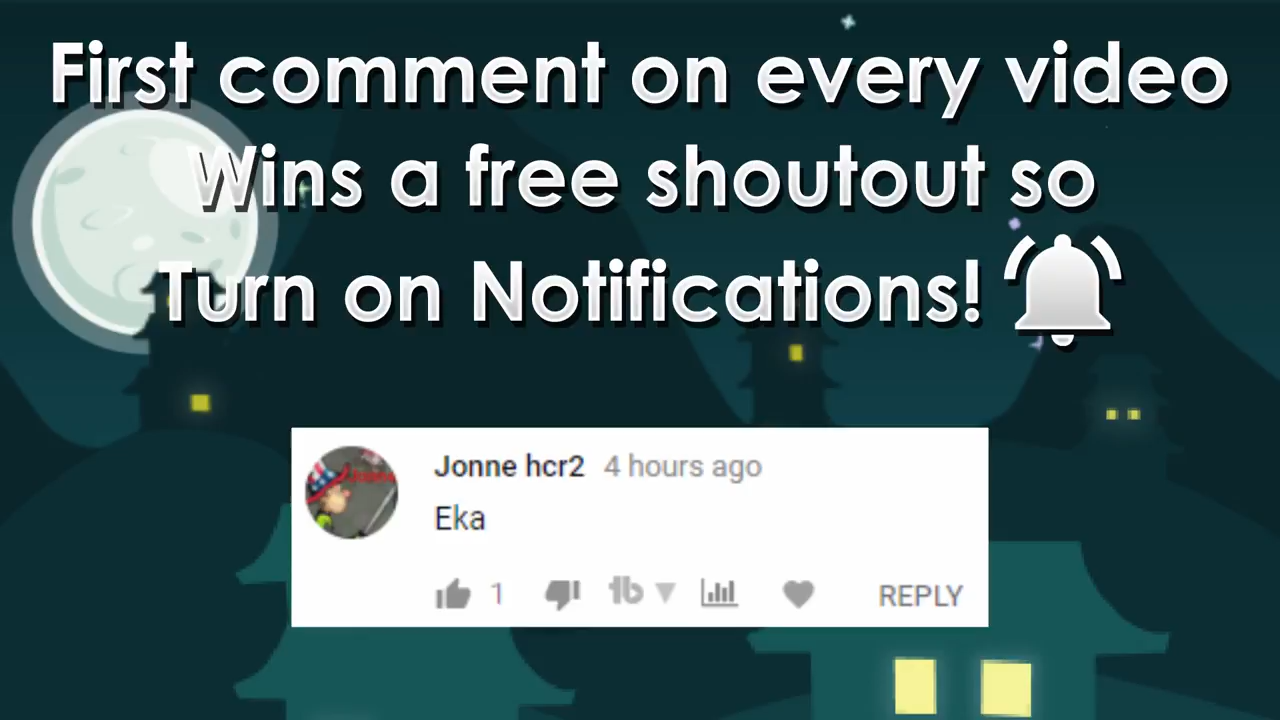 First comment on every video
Wins a free shoutout so
Turn on Notifications!
Jonne hcr2 4 hours ago
Eka
1
REPLY